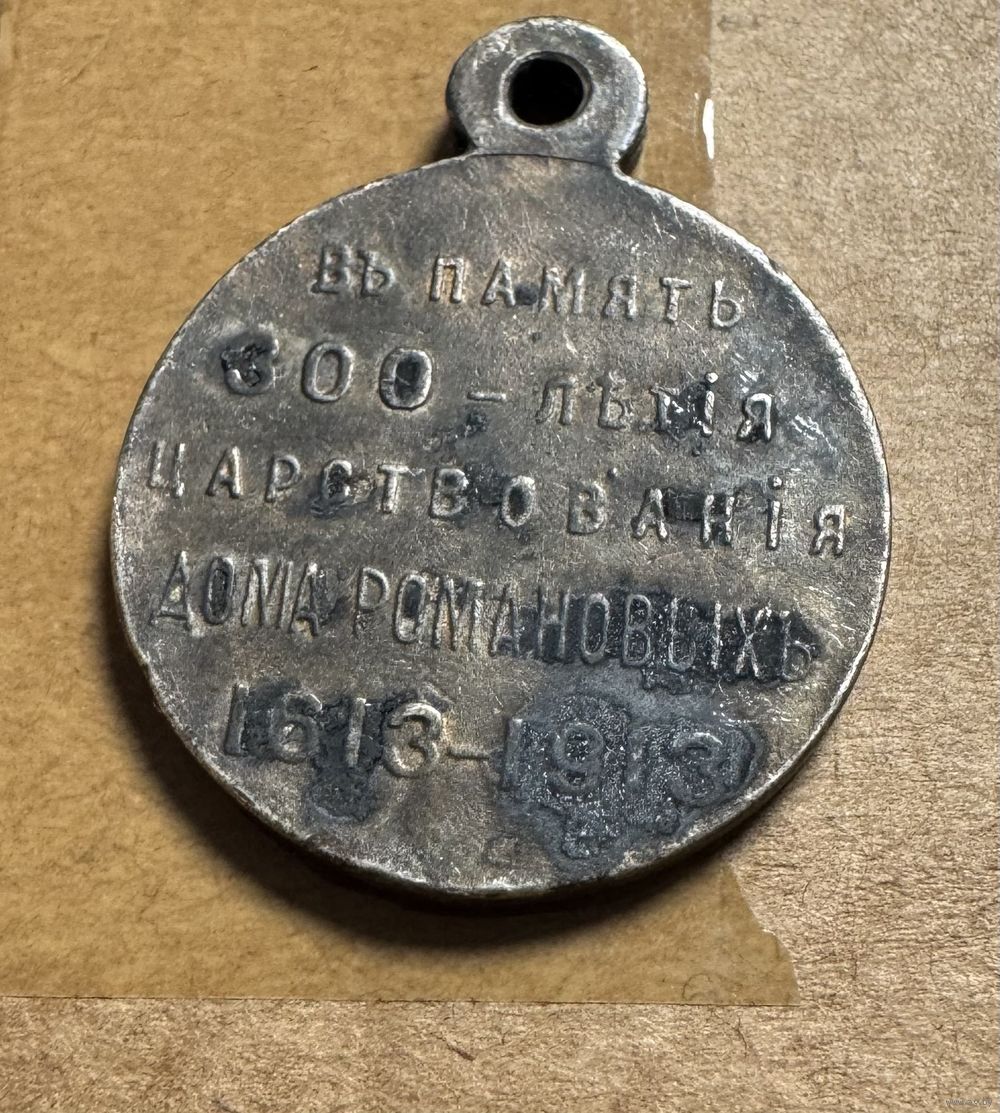 ВЪ ПАМЯТЬ
300-ЛѢТІЯ
ЦАРСТВОВАНІЯ
ДОМА РОМАНОВЫХЪ
1613-1913